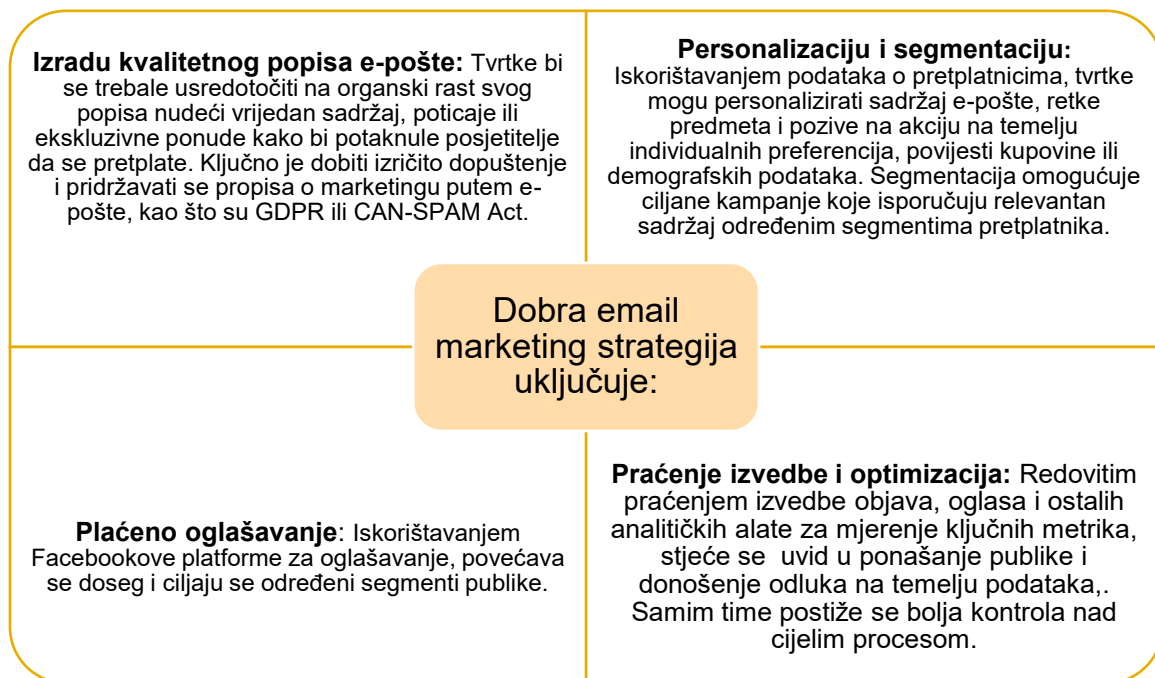 Izradu kvalitetnog popisa e-pošte: Tvrtke bi
se trebale usredotočiti na organski rast svog
popisa nudeći vrijedan sadržaj, poticaje ili
ekskluzivne ponude kako bi potaknule posjetitelje
da se pretplate. Ključno je dobiti izričito dopuštenje
i pridržavati se propisa o marketingu putem e-
pošte, kao što su GDPR ili CAN-SPAM Act.
Personalizaciju i segmentaciju:
Iskorištavanjem podataka o pretplatnicima, tvrtke
mogu personalizirati sadržaj e-pošte, retke
predmeta i pozive na akciju na temelju
individualnih preferencija, povijesti kupovine ili
demografskih podataka. Segmentacija omogućuje
ciljane kampanje koje isporučuju relevantan
sadržaj određenim segmentima pretplatnika.
Dobra email
marketing strategija
uključuje:
Plaćeno oglašavanje: Iskorištavanjem
Facebookove platforme za oglašavanje, povećava
se doseg i ciljaju se određeni segmenti publike.
Praćenje izvedbe i optimizacija: Redovitim
praćenjem izvedbe objava, oglasa i ostalih
analitičkih alate za mjerenje ključnih metrika,
stječe se  uvid u ponašanje publike i
donošenje odluka na temelju podataka,.
Samim time postiže se bolja kontrola nad
cijelim procesom.